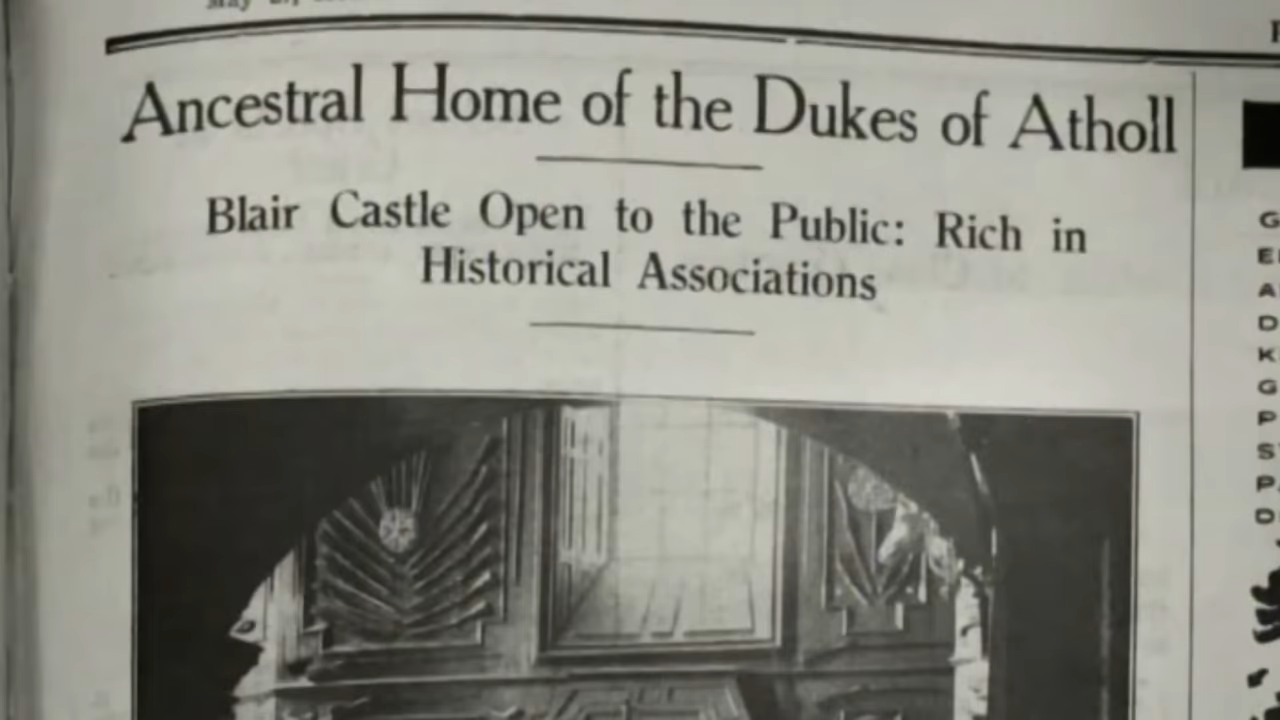 Ancestral Home of the Dukes of Atholl
Blair Castle Open to the Public: Rich in
Historical Associations
G
E
A
D
K
G
P
S
P
D